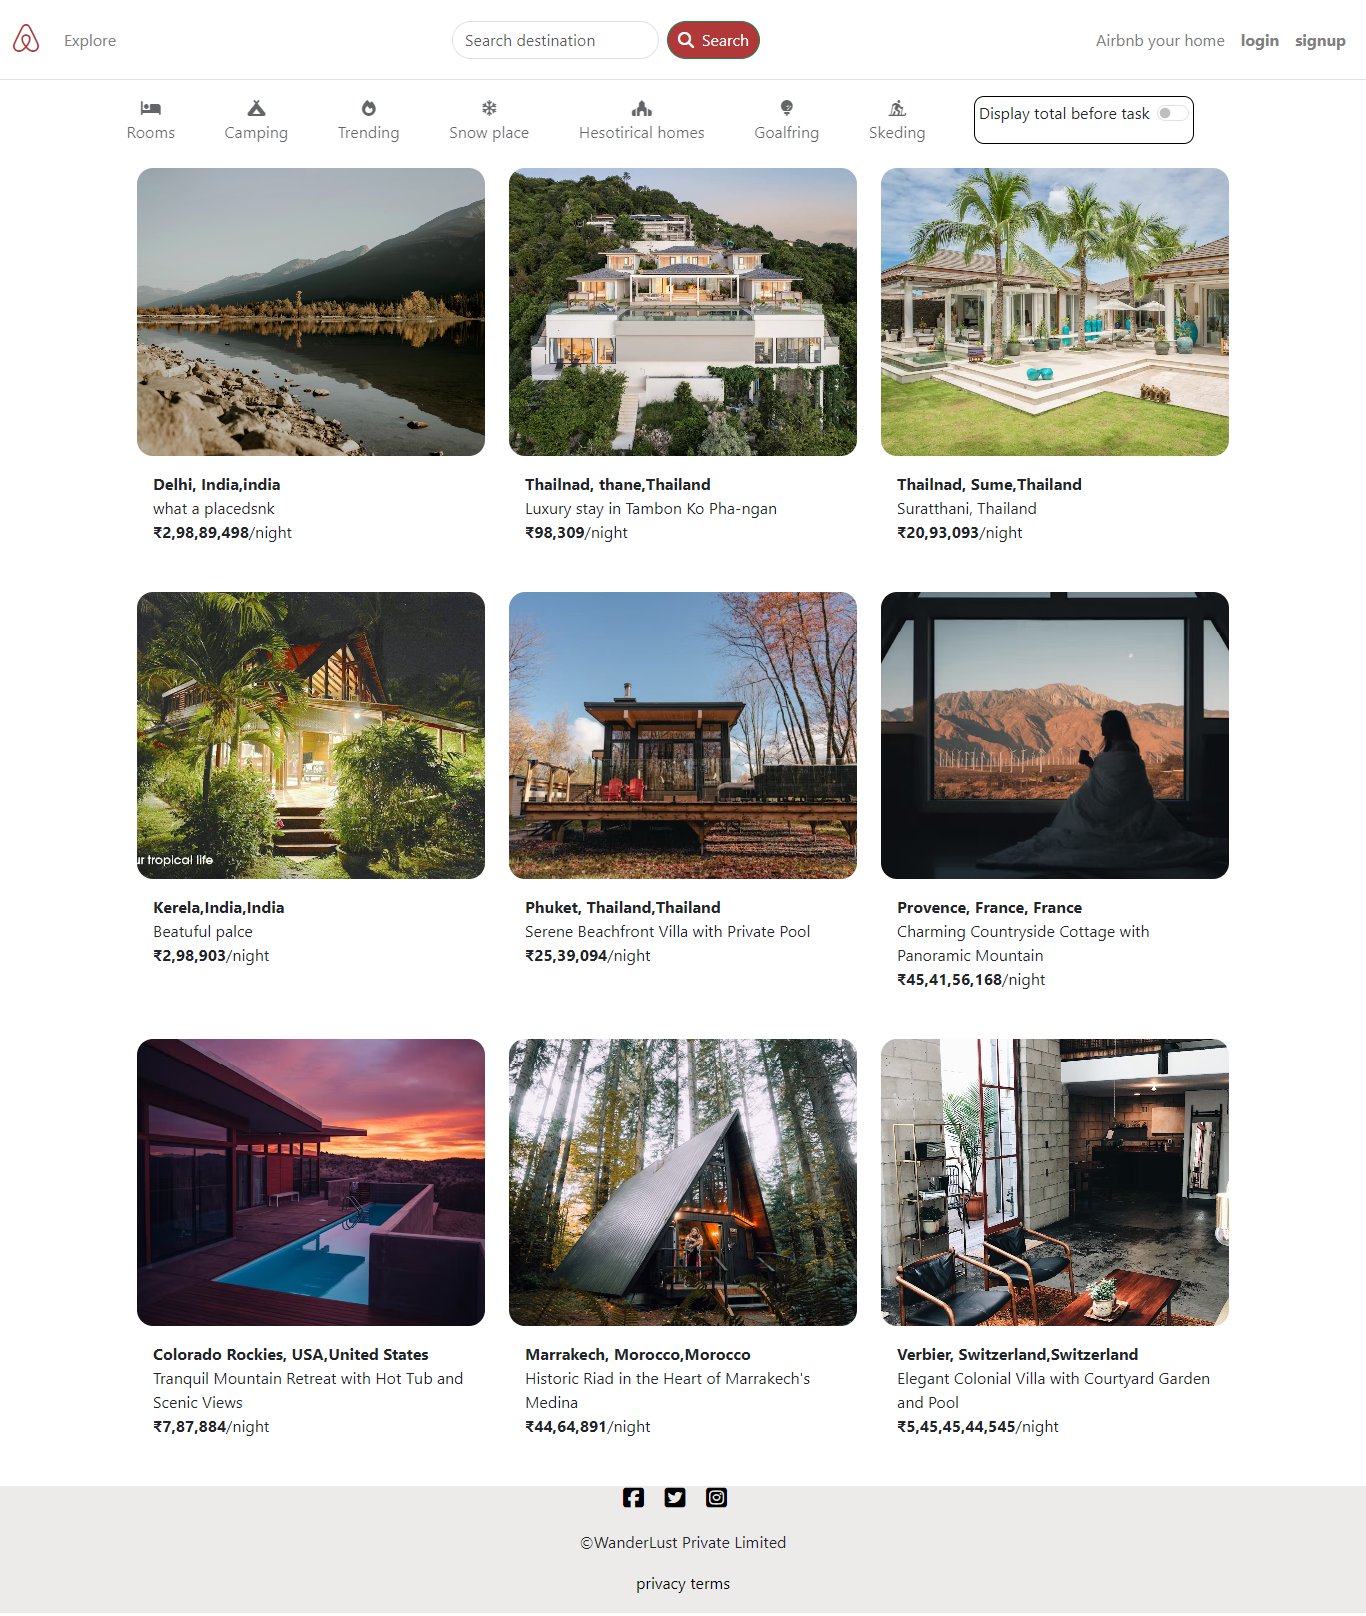 Explore
Search destination
Search
Airbnb your home
login
signup
Rooms
Camping
Trending
Snow place
Hesotirical homes
Goalfring
Skeding
Display total before task
Delhi, India,india
what a placedsnk
₹2,98,89,498/night
Thailnad, thane,Thailand
Luxury stay in Tambon Ko Pha-ngan
₹98,309/night
Thailnad, Sume,Thailand
Suratthani, Thailand
₹20,93,093/night
ur tropical life
Kerela,India,India
Beatuful palce
₹2,98,903/night
Phuket, Thailand,Thailand
Serene Beachfront Villa with Private Pool
₹25,39,094/night
Provence, France, France
Charming Countryside Cottage with
Panoramic Mountain
₹45,41,56,168/night
Colorado Rockies, USA,United States
Tranquil Mountain Retreat with Hot Tub and
Scenic Views
₹7,87,884/night
Marrakech, Morocco,Morocco
Historic Riad in the Heart of Marrakech's
Medina
₹44,64,891/night
Verbier, Switzerland,Switzerland
Elegant Colonial Villa with Courtyard Garden
and Pool
₹5,45,45,44,545/night
©WanderLust Private Limited
privacy terms